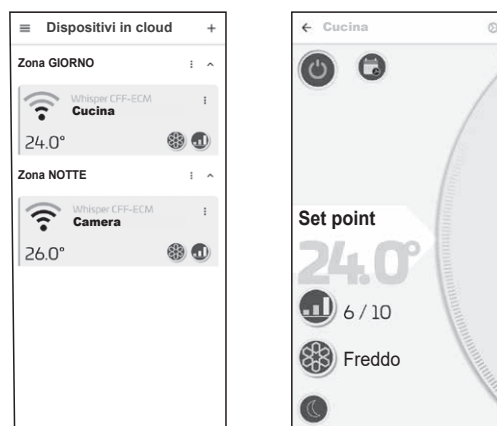 Dispositivi in cloud
Zona GIORNO
Whisper CFF-ECM
Cucina
24.0°
Zona NOTTE
Whisper CFF-ECM
Camera
26.0°
Cucina
Set point
24.0°
6 / 10
Freddo